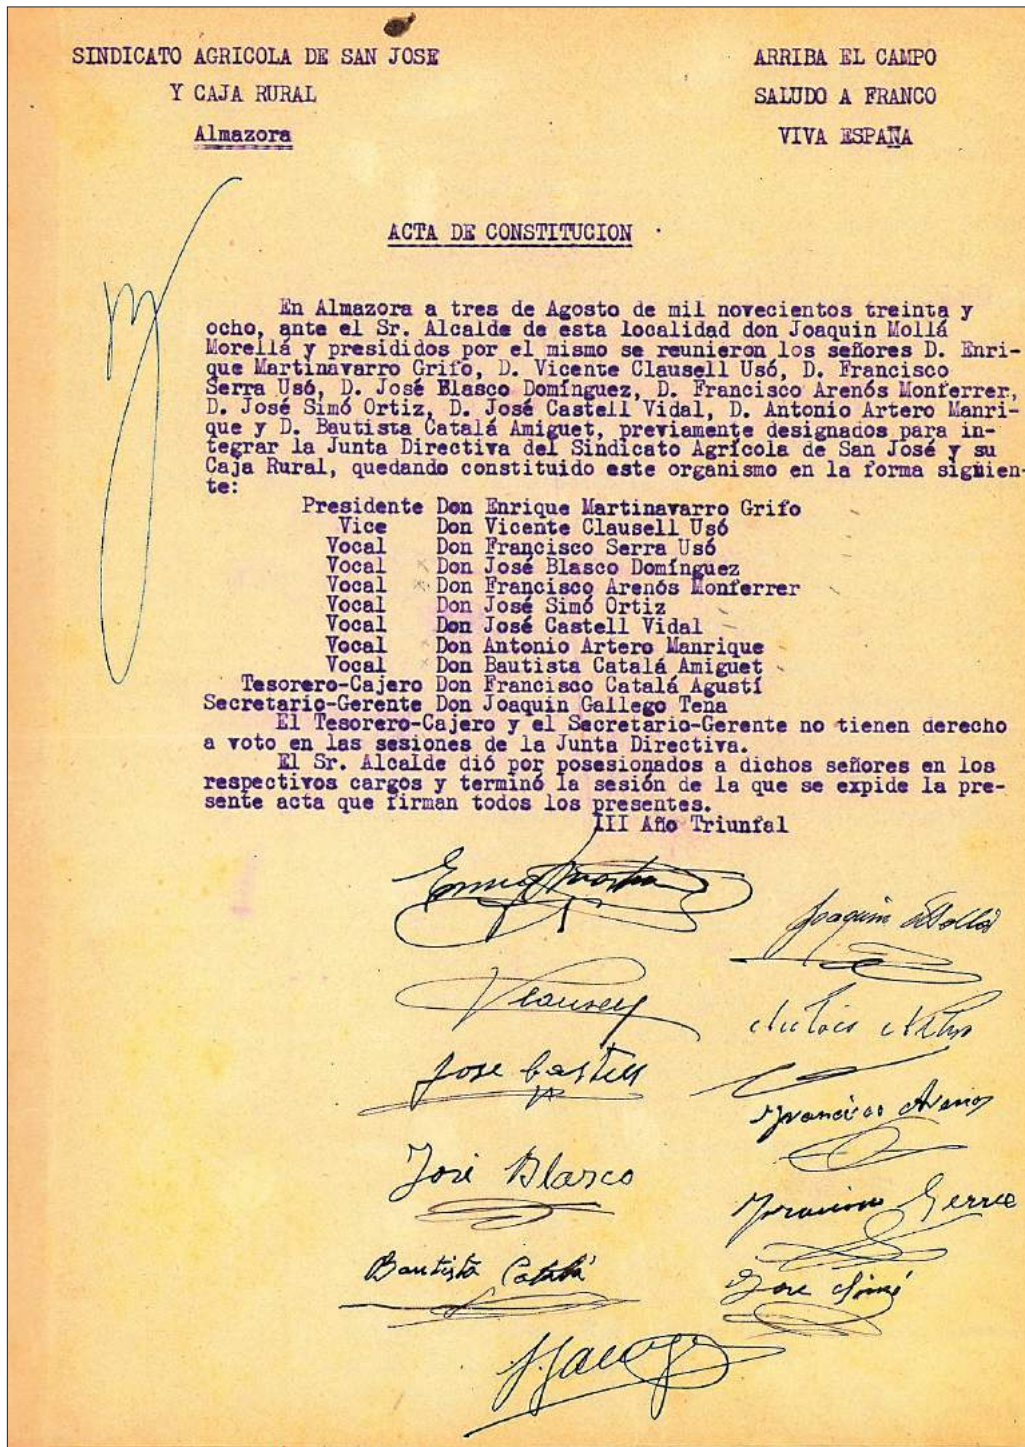 SINDICATO AGRICOLA DE SAN JOSE
Y CAJA RURAL
Almazora
ARRIBA EL CAMPO
SALUDO A FRANCO
VIVA ESPAÑA
ACTA DE CONSTITUCION
En Almazora a tres de Agosto de mil novecientos treinta y
ocho, ante el Sr. Alcalde de esta localidad don Joaquin Mollá
Morellá y presididos por el mismo se reunieron los señores D. Enri-
que Martinavarro Grifo, D. Vicente Clausell Usó, D. Francisco
Serra Usó, D. José Blasco Domínguez, D. Francisco Arenós Monferrer,
D. José Simó Ortiz, D. José Castell Vidal, D. Antonio Artero Manri-
que y D. Bautista Catalá Amiguet, previamente designados para in-
tegrar la Junta Directiva del Sindicato Agrícola de San José y su
Caja Rural, quedando constituido este organismo en la forma siguien-
te:
Presidente Don Enrique Martinavarro Grifo
Vice Don Vicente Clausell Usó
Vocal Don Francisco Serra Usó
Vocal Don José Blasco Domínguez
Vocal Don Francisco Arenós Monferrer
Vocal Don José Simó Ortiz
Vocal Don José Castell Vidal
Vocal Don Antonio Artero Manrique
Vocal Don Bautista Catalá Amiguet
Tesorero-Cajero Don Francisco Catalá Agustí
Secretario-Gerente Don Joaquin Gallego Tena
El Tesorero-Cajero y el Secretario-Gerente no tienen derecho
a voto en las sesiones de la Junta Directiva.
El Sr. Alcalde dió por posesionados a dichos señores en los
respectivos cargos y terminó la sesión de la que se expide la pre-
sente acta que firman todos los presentes.
III Año Triunfal
Joaquin Mollá
Jose Castell
Francisco Arenos
José Blasco
Bautista Catalá
Jose Simó